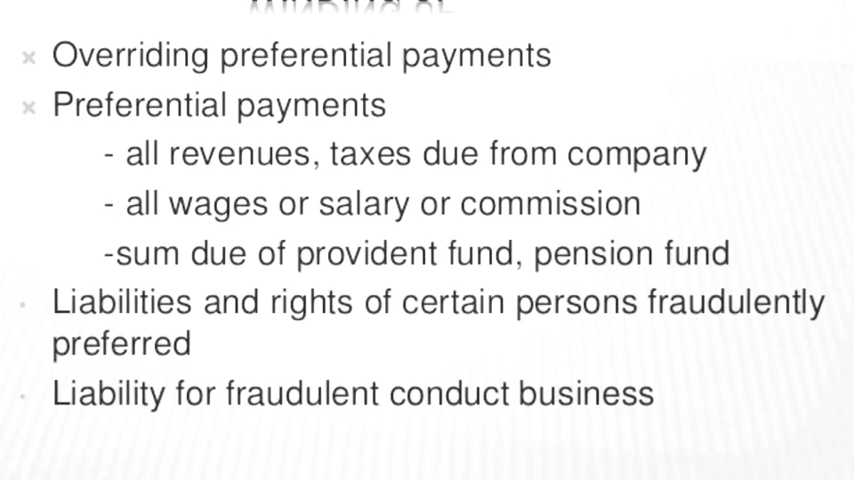 Overriding preferential payments
Preferential payments
- all revenues, taxes due from company
- all wages or salary or commission
-sum due of provident fund, pension fund
Liabilities and rights of certain persons fraudulently
preferred
Liability for fraudulent conduct business